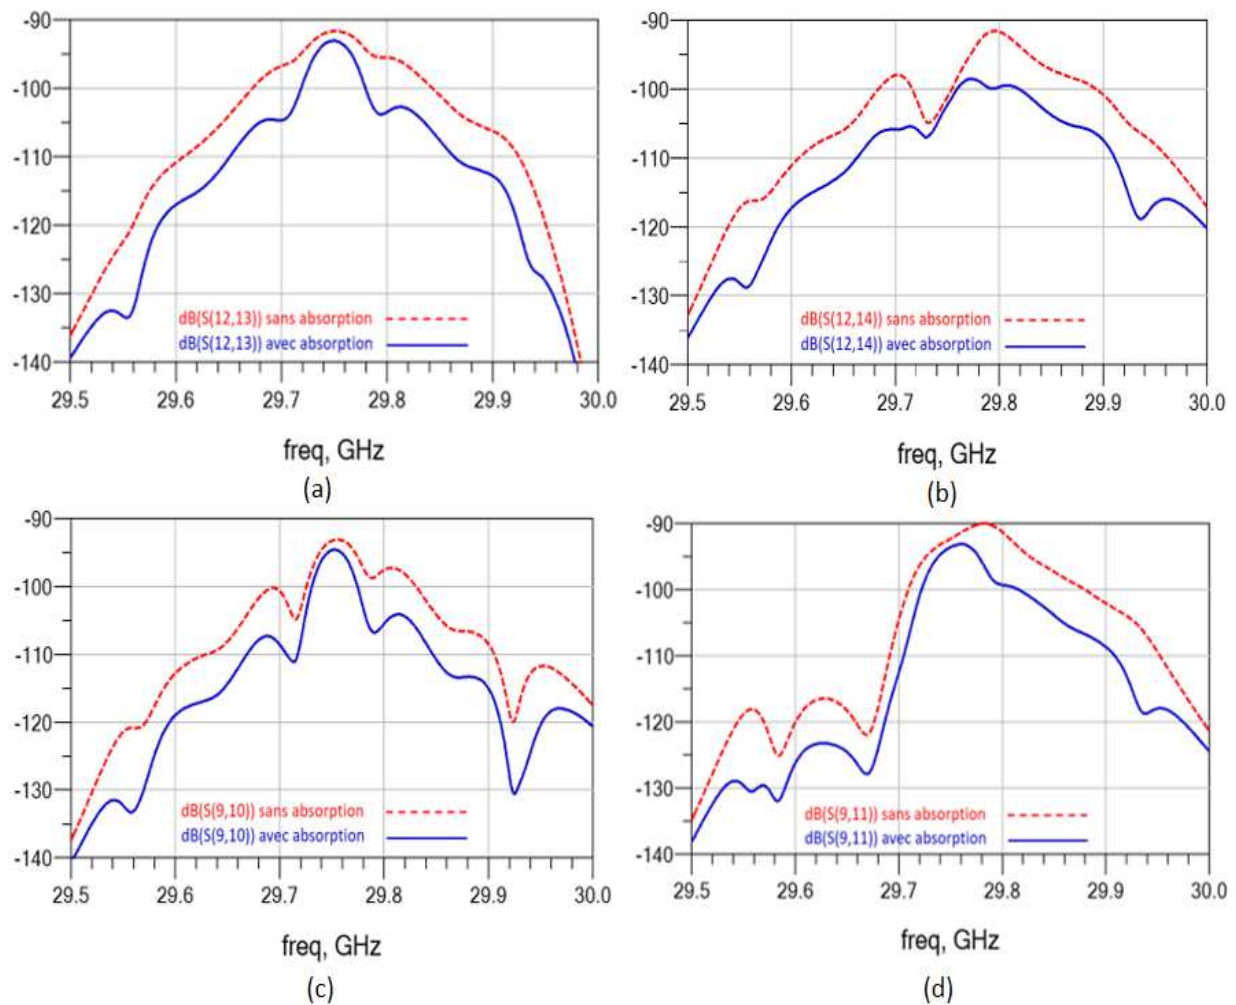 -90
-100
-110
-120
-130
-140
29.5 29.6 29.7 29.8 29.9 30.0
dB(S(12,13)) sans absorption
dB(S(12,13)) avec absorption
freq, GHz
(a)
-90
-100
-110
-120
-130
-140
29.5 29.6 29.7 29.8 29.9 30.0
dB(S(12,14)) sans absorption
dB(S(12,14)) avec absorption
freq, GHz
(b)
-90
-100
-110
-120
-130
-140
29.5 29.6 29.7 29.8 29.9 30.0
dB(S(9,10)) sans absorption
dB(S(9,10)) avec absorption
freq, GHz
(c)
-90
-100
-110
-120
-130
-140
29.5 29.6 29.7 29.8 29.9 30.0
dB(S(9,11)) sans absorption
dB(S(9,11)) avec absorption
freq, GHz
(d)